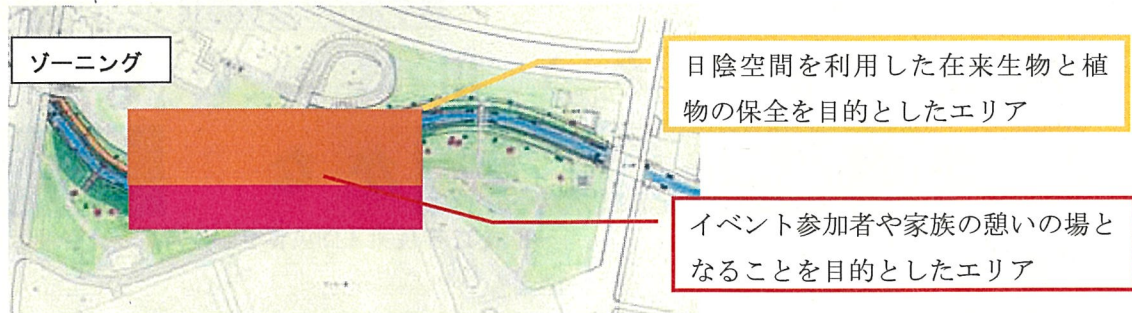 ゾーニング
日陰空間を利用した在来生物と植
物の保全を目的としたエリア
イベント参加者や家族の憩いの場と
なることを目的としたエリア